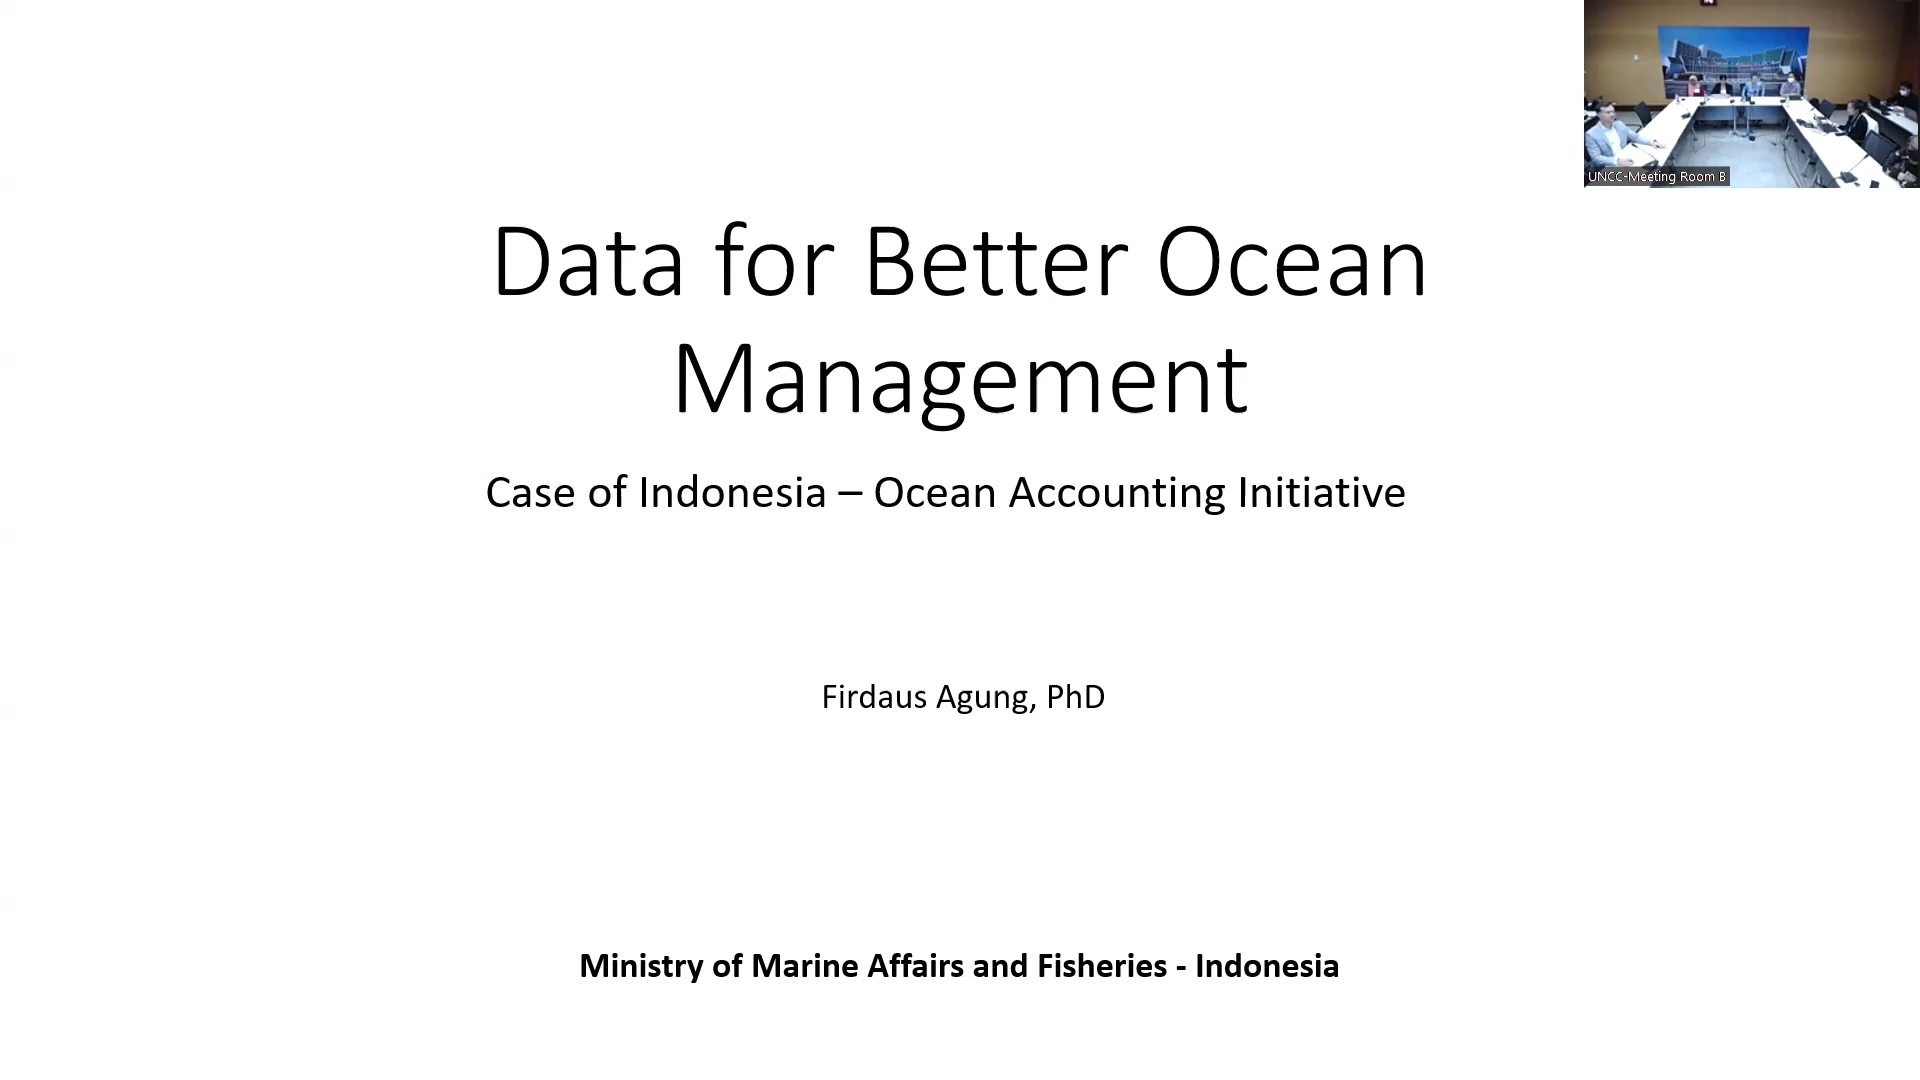 UNCC-Meeting Room B
Data for Better Ocean
Management
Case of Indonesia – Ocean Accounting Initiative
Firdaus Agung, PhD
Ministry of Marine Affairs and Fisheries - Indonesia